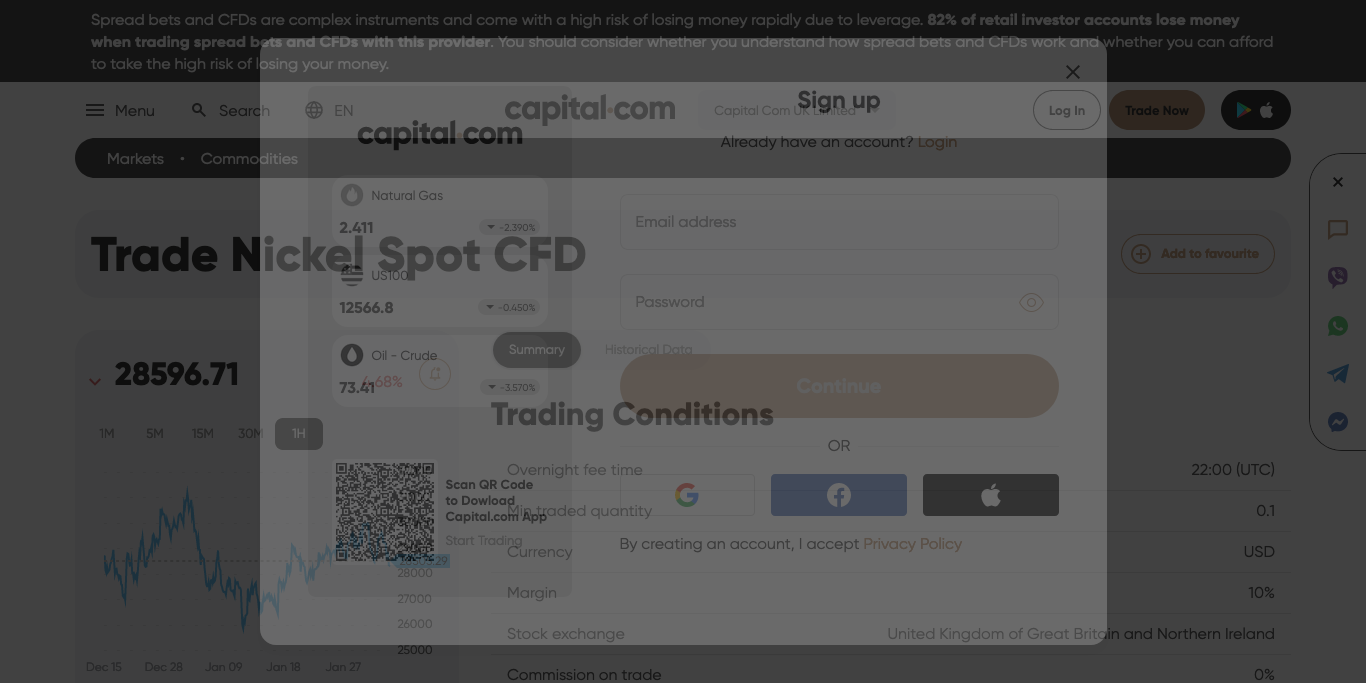 Spread bets and CFDs are complex instruments and come with a high risk of losing money rapidly due to leverage. 82% of retail investor accounts lose money
when trading spread bets and CFDs with this provider. You should consider whether you understand how spread bets and CFDs work and whether you can afford
to take the high risk of losing your money.
Menu
Search
EN
capital.com
Capital Com UK Limited
Log In
Trade Now
Markets • Commodities
Trade Nickel Spot CFD
Add to favourite
28596.71
-6.68%
1M 5M 15M 30M 1H
28000
27000
26000
25000
Dec 15 Dec 28 Jan 09 Jan 18 Jan 27
Summary
Historical Data
Trading Conditions
Overnight fee time 22:00 (UTC)
Min traded quantity 0.1
Currency USD
Margin 10%
Stock exchange United Kingdom of Great Britain and Northern Ireland
Commission on trade 0%
capital.com
Natural Gas
2.411 -2.390%
US100
12566.8 -0.450%
Oil - Crude
73.41 -3.570%
Scan QR Code
to Dowload
Capital.com App
Start Trading
Sign up
Already have an account? Login
Email address
Password
Continue
OR
By creating an account, I accept Privacy Policy